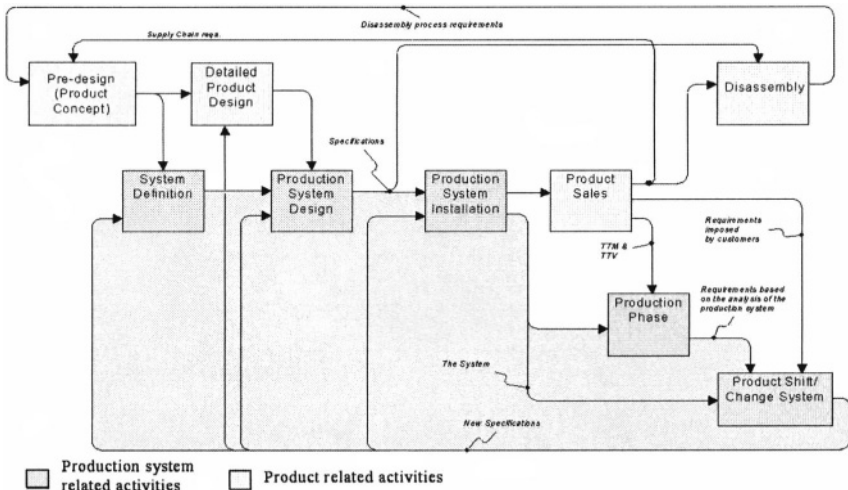 Disassembly process requirements
Supply Chain reqs.
Pre-design
(Product
Concept)
Detailed
Product
Design
Disassembly
Specifications
System
Definition
Production
System
Design
Production
System
Installation
Product
Sales
Requirements
imposed
by customers
TTM &
TTV
Requirements based
on the analysis of the
production system
Production
Phase
The System
Product Shift/
Change System
New Specifications
Production system
related activities
Product related activities